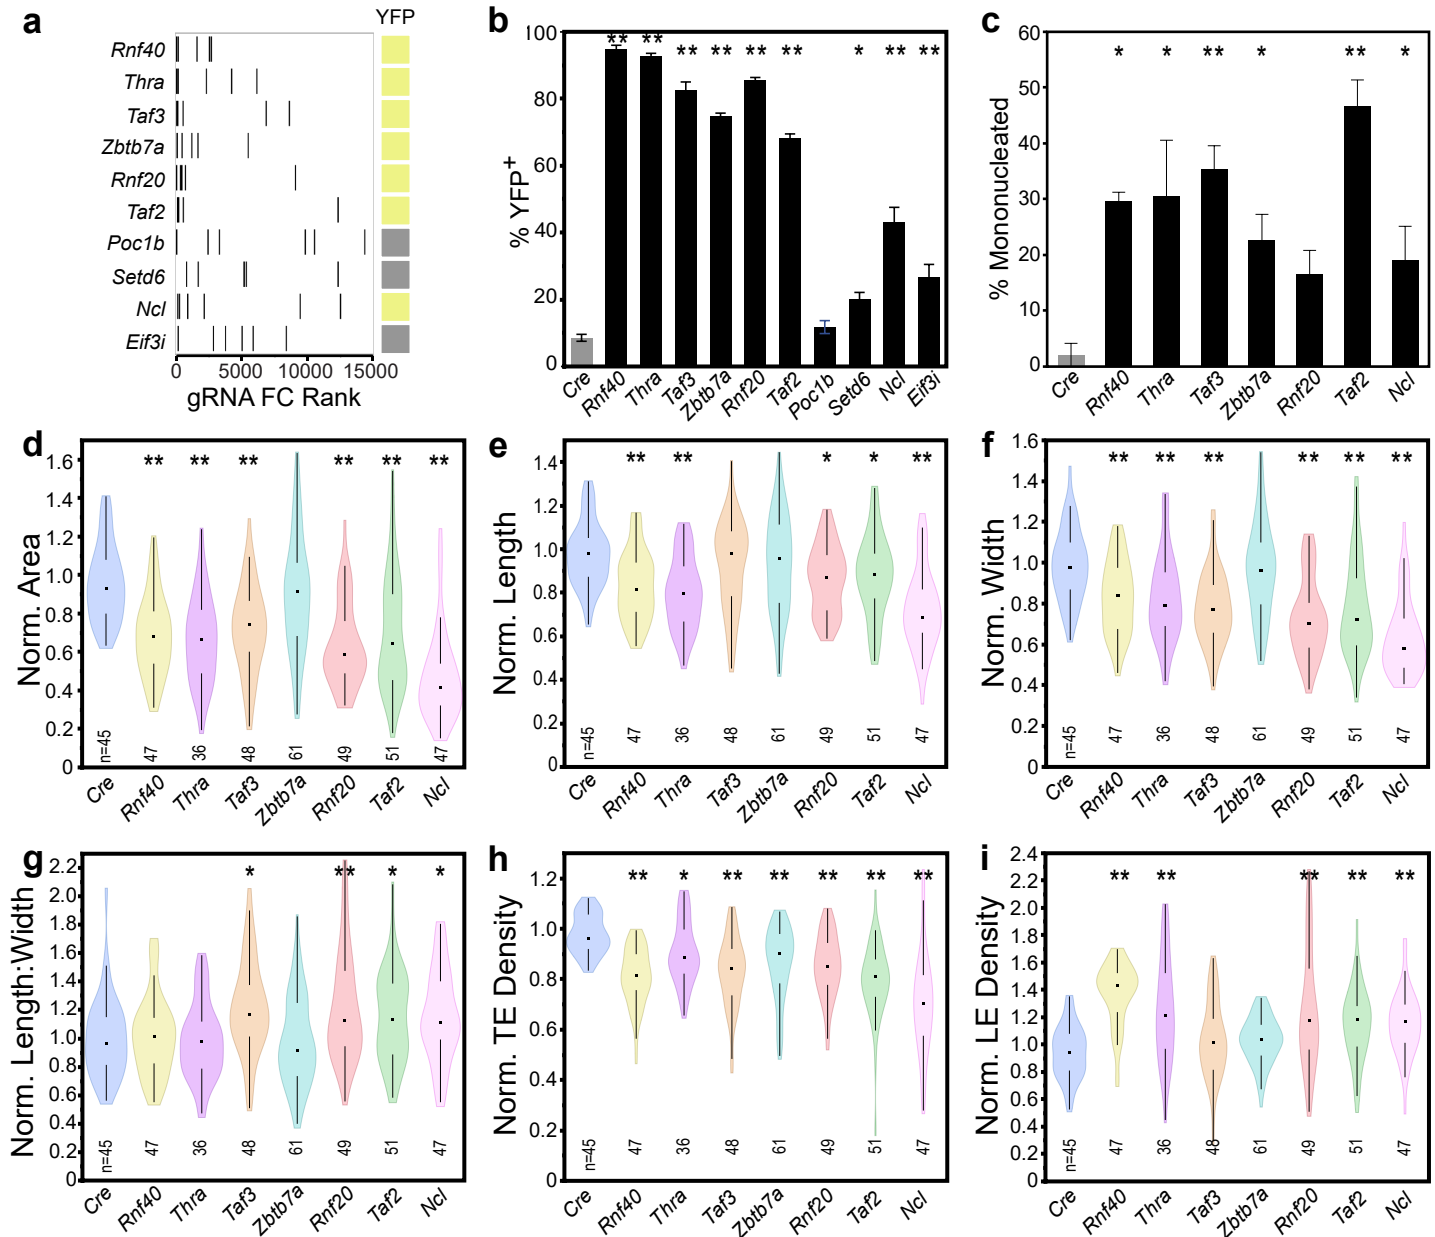 a
YFP
Rnf40
Thra
Taf3
Zbtb7a
Rnf20
Taf2
Poc1b
Setd6
Ncl
Eif3i
0 5000 10000 15000
gRNA FC Rank
b
100
80
60
40
20
0
% YFP+
** ** ** ** ** ** * ** **
Cre Rnf40 Thra Taf3 Zbtb7a Rnf20 Taf2 Poc1b Setd6 Ncl Eif3i
c
60
50
40
30
20
10
0
% Mononucleated
* * ** * ** *
Cre Rnf40 Thra Taf3 Zbtb7a Rnf20 Taf2 Ncl
d
1.6
1.4
1.2
1.0
0.8
0.6
0.4
0.2
0
Norm. Area
** ** ** ** ** **
n=45 47 36 48 61 49 51 47
Cre Rnf40 Thra Taf3 Zbtb7a Rnf20 Taf2 Ncl
e
1.4
1.2
1.0
0.8
0.6
0.4
0.2
0
Norm. Length
** ** * * **
n=45 47 36 48 61 49 51 47
Cre Rnf40 Thra Taf3 Zbtb7a Rnf20 Taf2 Ncl
f
1.6
1.4
1.2
1.0
0.8
0.6
0.4
0.2
0
Norm. Width
** ** ** ** ** **
n=45 47 36 48 61 49 51 47
Cre Rnf40 Thra Taf3 Zbtb7a Rnf20 Taf2 Ncl
g
2.2
2.0
1.8
1.6
1.4
1.2
1.0
0.8
0.6
0.4
0.2
0
Norm. Length:Width
* ** * *
n=45 47 36 48 61 49 51 47
Cre Rnf40 Thra Taf3 Zbtb7a Rnf20 Taf2 Ncl
h
1.2
1.0
0.8
0.6
0.4
0.2
0
Norm. TE Density
** * ** ** ** ** **
n=45 47 36 48 61 49 51 47
Cre Rnf40 Thra Taf3 Zbtb7a Rnf20 Taf2 Ncl
i
2.4
2.2
2.0
1.8
1.6
1.4
1.2
1.0
0.8
0.6
0.4
0.2
0
Norm. LE Density
** ** ** ** **
n=45 47 36 48 61 49 51 47
Cre Rnf40 Thra Taf3 Zbtb7a Rnf20 Taf2 Ncl